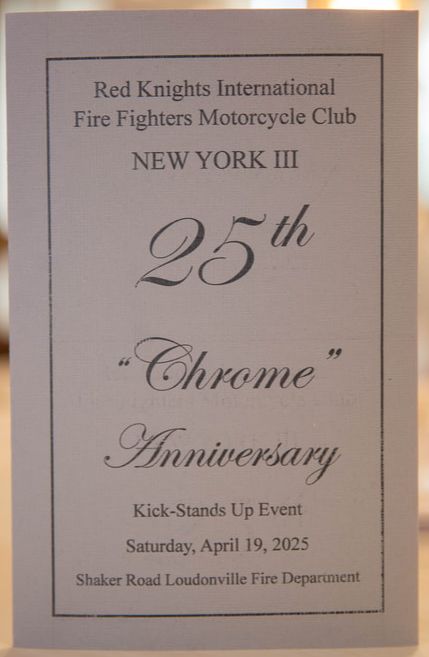 Red Knights International
Fire Fighters Motorcycle Club
NEW YORK III
25th
“Chrome”
Anniversary
Kick-Stands Up Event
Saturday, April 19, 2025
Shaker Road Loudonville Fire Department